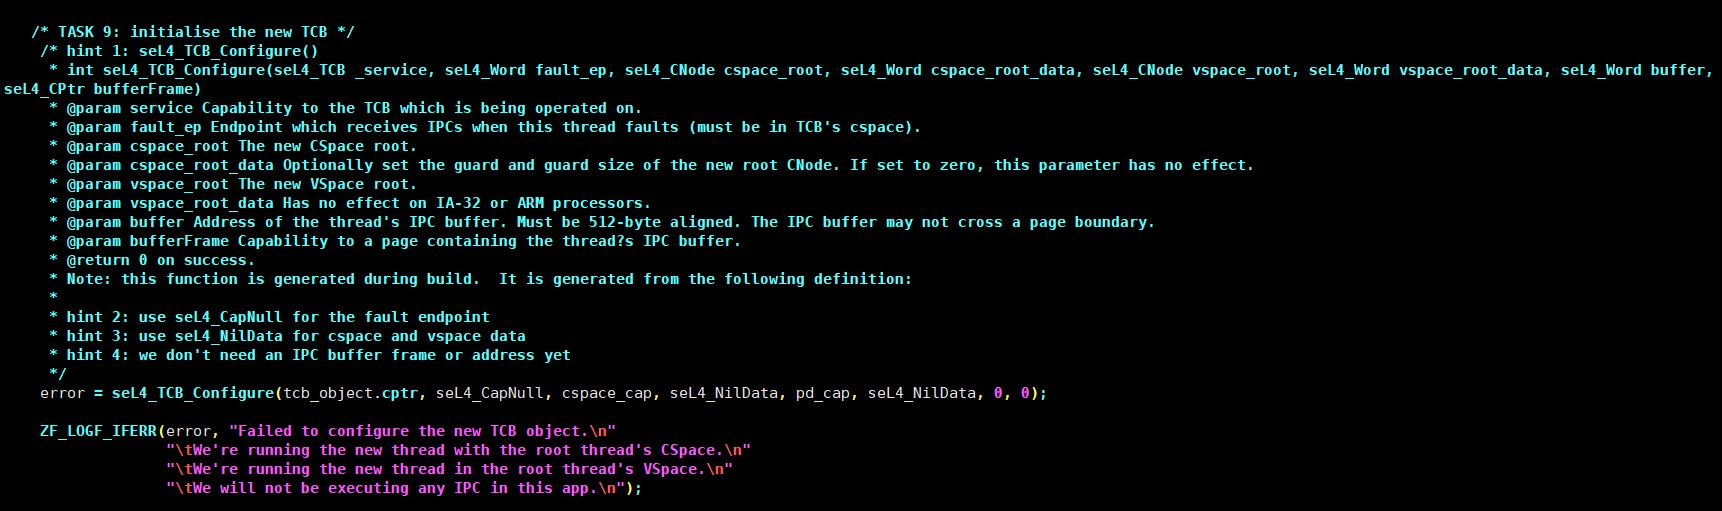 /* TASK 9: initialise the new TCB */
/* hint 1: seL4_TCB_Configure()
* int seL4_TCB_Configure(seL4_TCB _service, seL4_Word fault_ep, seL4_CNode cspace_root, seL4_Word cspace_root_data, seL4_CNode vspace_root, seL4_Word vspace_root_data, seL4_Word buffer,
seL4_CPtr bufferFrame)
* @param service Capability to the TCB which is being operated on.
* @param fault_ep Endpoint which receives IPCs when this thread faults (must be in TCB's cspace).
* @param cspace_root The new CSpace root.
* @param cspace_root_data Optionally set the guard and guard size of the new root CNode. If set to zero, this parameter has no effect.
* @param vspace_root The new VSpace root.
* @param vspace_root_data Has no effect on IA-32 or ARM processors.
* @param buffer Address of the thread's IPC buffer. Must be 512-byte aligned. The IPC buffer may not cross a page boundary.
* @param bufferFrame Capability to a page containing the thread?s IPC buffer.
* @return 0 on success.
* Note: this function is generated during build.  It is generated from the following definition:
*
* hint 2: use seL4_CapNull for the fault endpoint
* hint 3: use seL4_NilData for cspace and vspace data
* hint 4: we don't need an IPC buffer frame or address yet
*/
error = seL4_TCB_Configure(tcb_object.cptr, seL4_CapNull, cspace_cap, seL4_NilData, pd_cap, seL4_NilData, 0, 0);
ZF_LOGF_IFERR(error, "Failed to configure the new TCB object.\n"
"\tWe're running the new thread with the root thread's CSpace.\n"
"\tWe're running the new thread in the root thread's VSpace.\n"
"\tWe will not be executing any IPC in this app.\n");